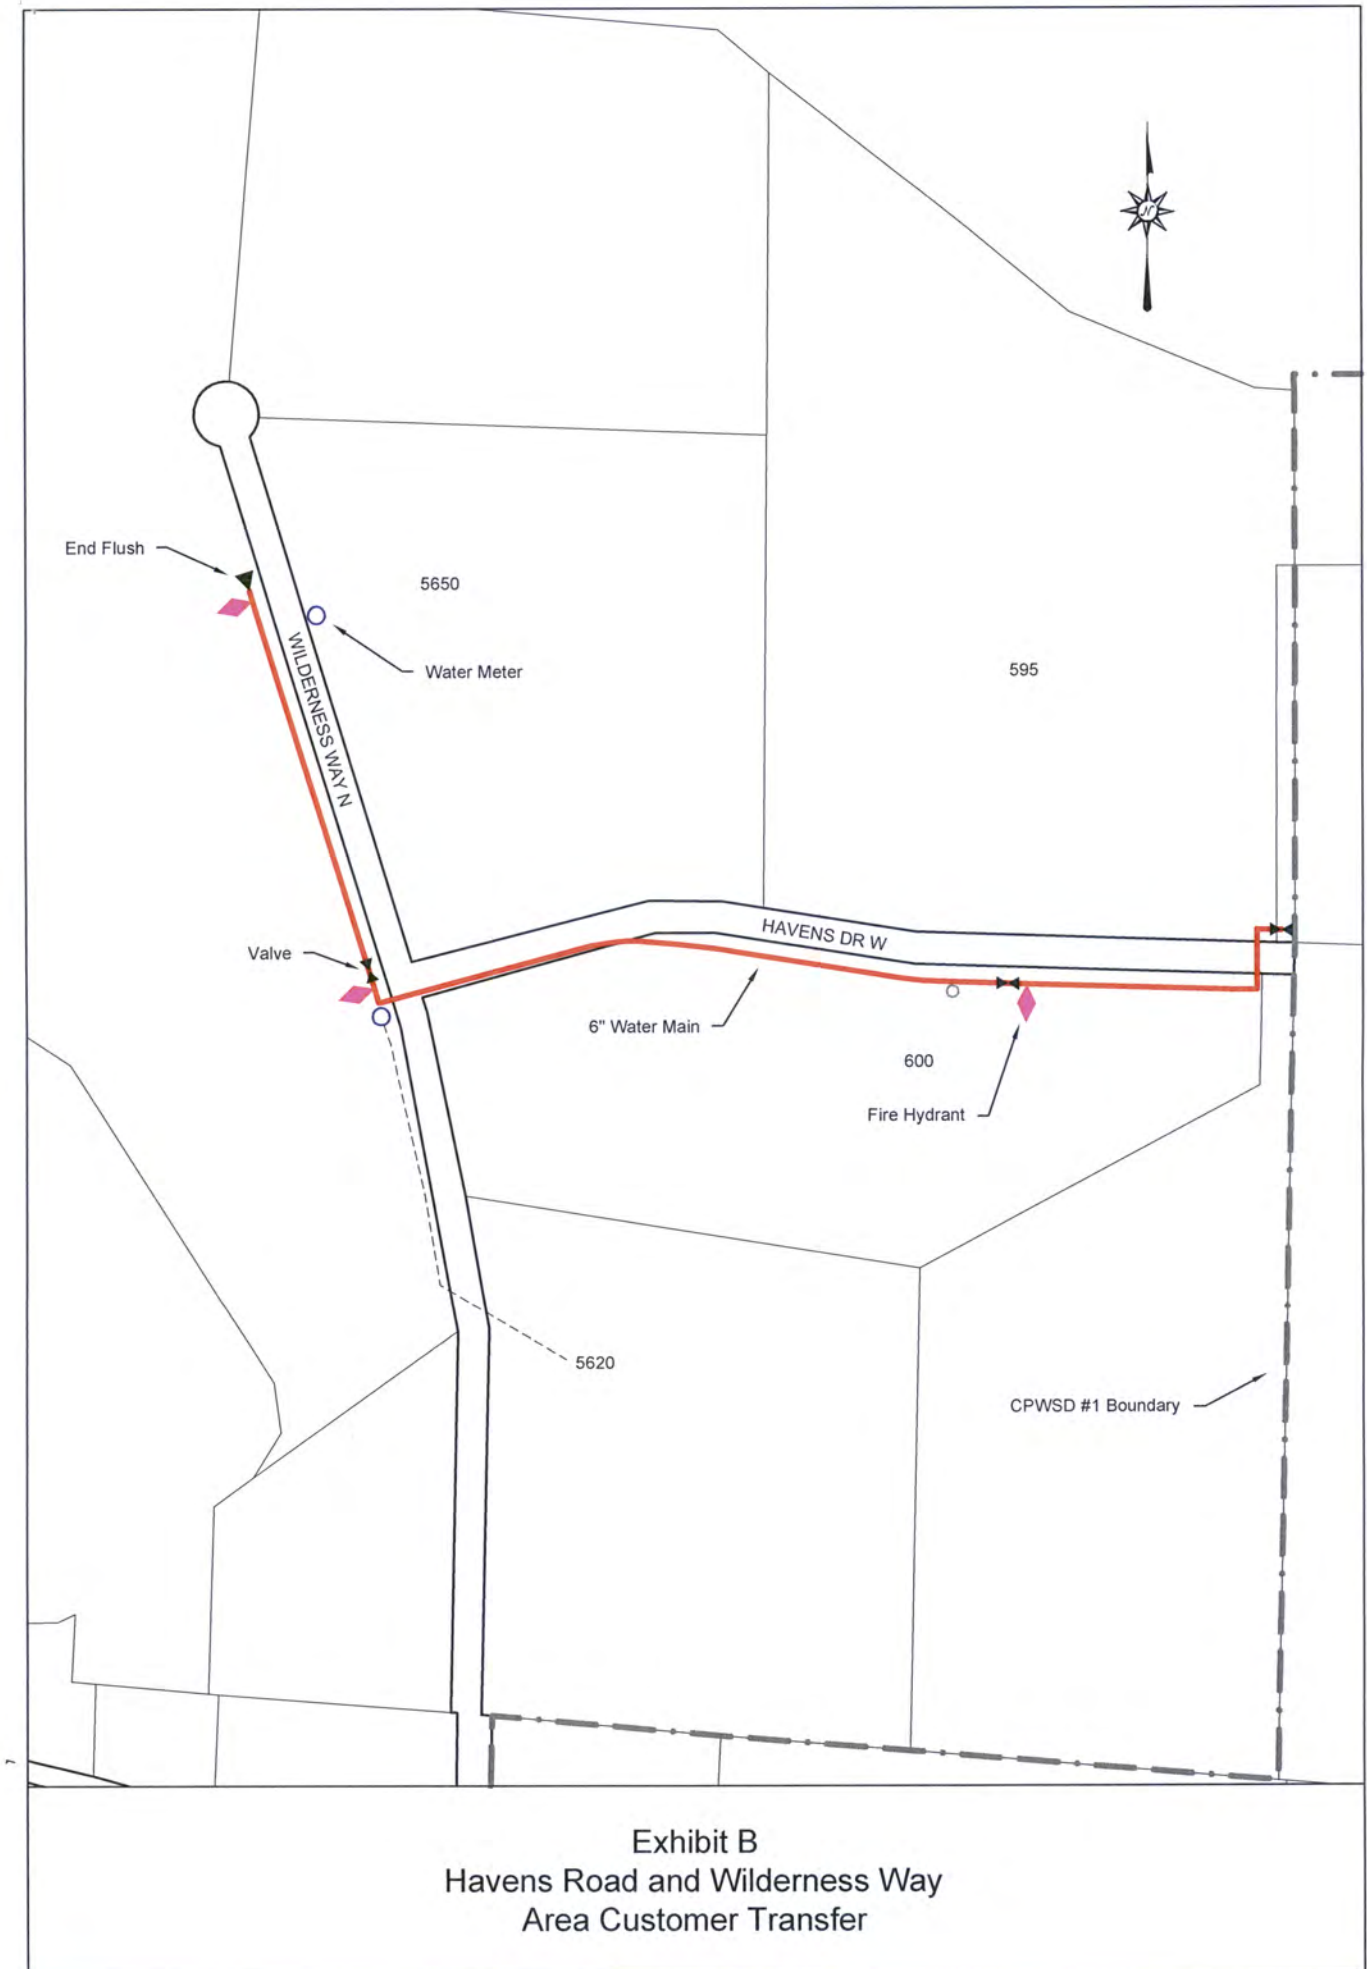 N
End Flush
5650
WILDERNESS WAY N
Water Meter
595
HAVENS DR W
Valve
6" Water Main
600
Fire Hydrant
5620
CPWSD #1 Boundary
Exhibit B
Havens Road and Wilderness Way
Area Customer Transfer